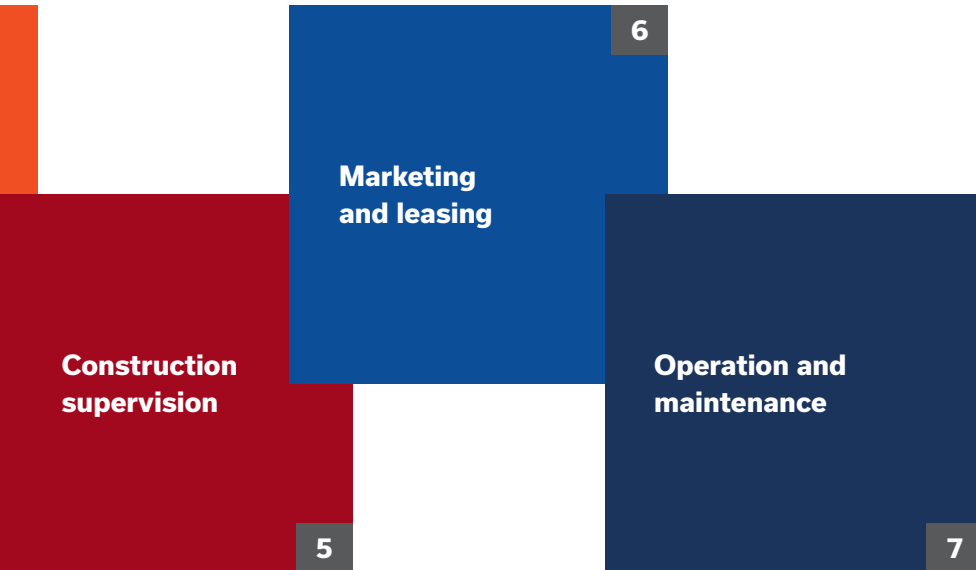 6
Marketing
and leasing
Construction
supervision
5
Operation and
maintenance
7